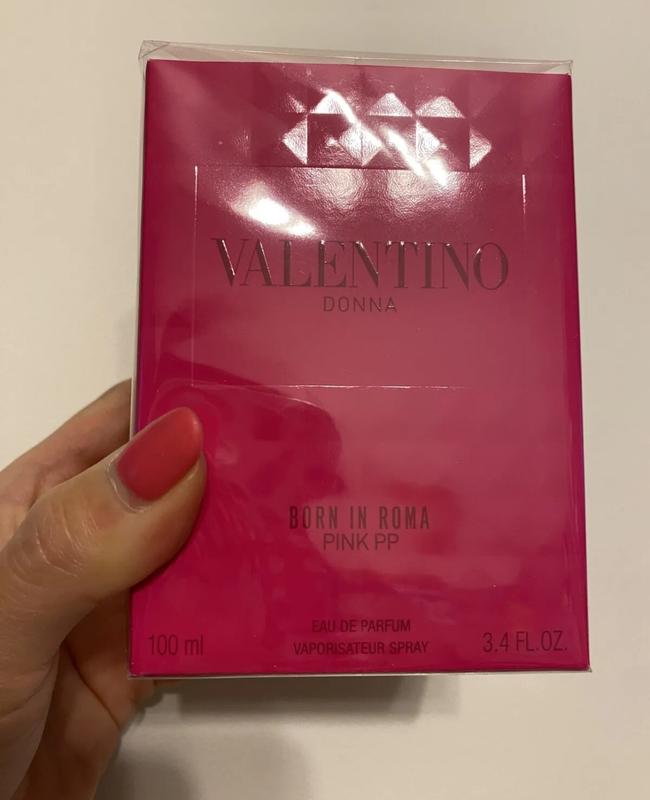 VALENTINO
DONNA
BORN IN ROMA
PINK PP
EAU DE PARFUM
100 ml VAPORISATEUR SPRAY 3.4 FL.OZ.